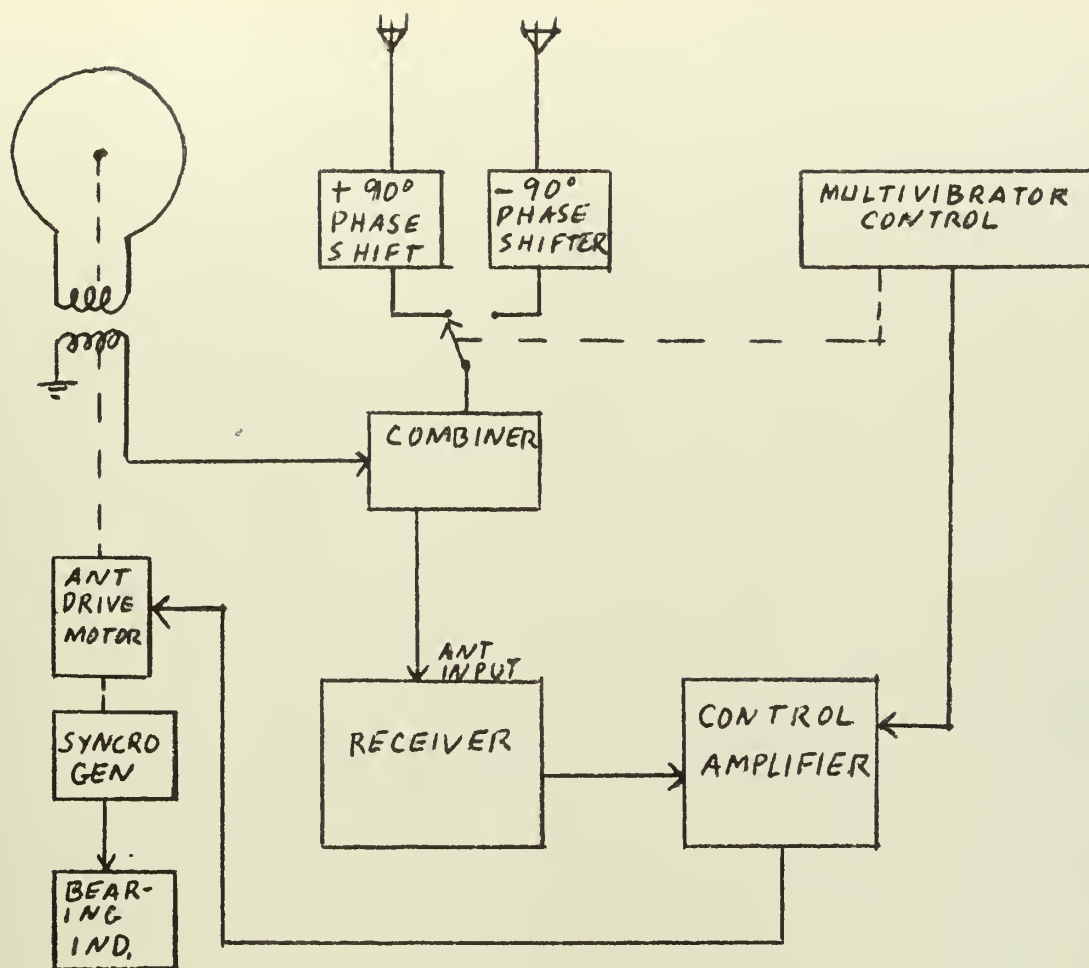 + 90°
PHASE
SHIFT
- 90°
PHASE
SHIFTER
MULTIVIBRATOR
CONTROL
COMBINER
ANT
DRIVE
MOTOR
ANT
INPUT
RECEIVER
CONTROL
AMPLIFIER
SYNCRO
GEN
BEAR-
ING
IND.